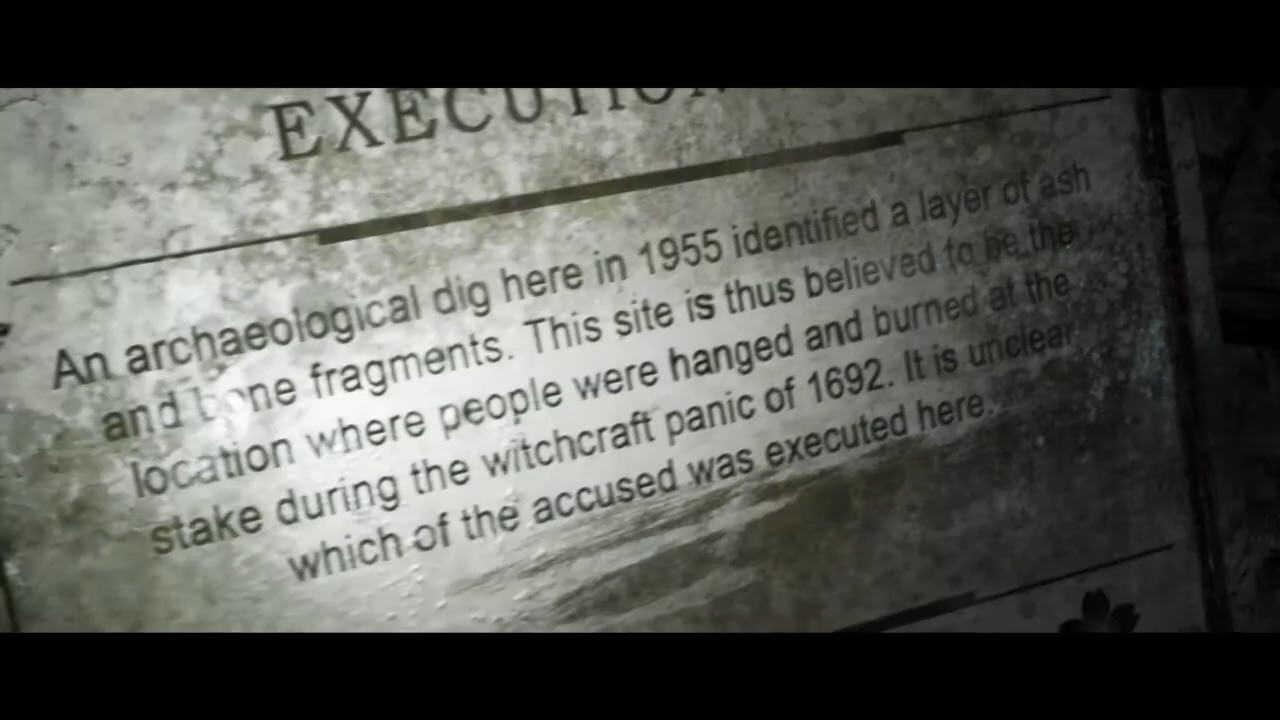 EXECUTION
An archaeological dig here in 1955 identified a layer of ash
and bone fragments. This site is thus believed to be the
location where people were hanged and burned at the
stake during the witchcraft panic of 1692. It is unclear
which of the accused was executed here.